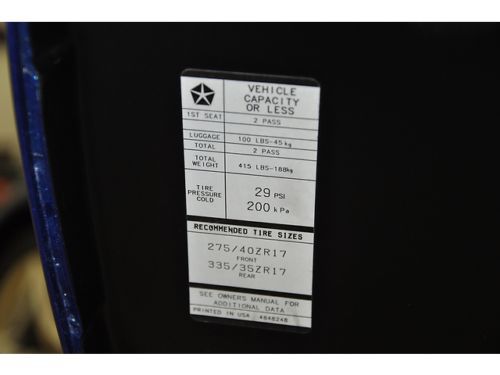 VEHICLE
CAPACITY
OR LESS
1ST SEAT 2 PASS
LUGGAGE 100 LBS-45kg
TOTAL 2 PASS
TOTAL
WEIGHT 415 LBS-188kg
TIRE
PRESSURE
COLD
29 PSI
200 kPa
RECOMMENDED TIRE SIZES
275/40ZR17
FRONT
335/35ZR17
REAR
SEE OWNERS MANUAL FOR
ADDITIONAL DATA
PRINTED IN USA 4848248